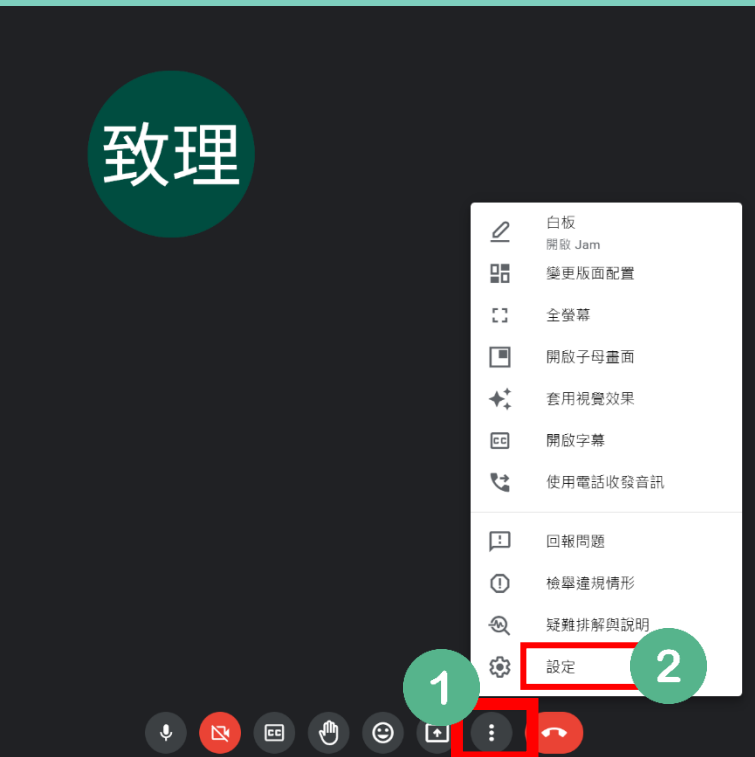 致理
白板
開啟 Jam
變更版面配置
全螢幕
開啟子母畫面
套用視覺效果
開啟字幕
使用電話收發音訊
回報問題
檢舉違規情形
疑難排解與說明
設定
2
1